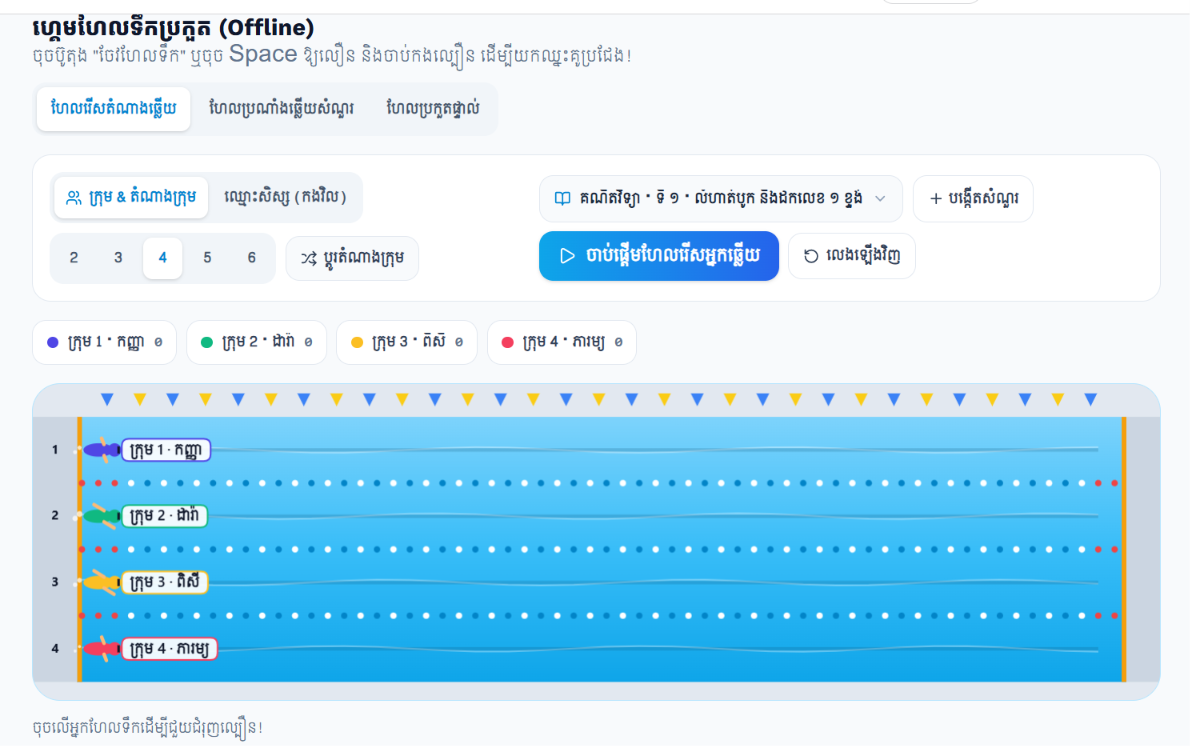 ហ្គេមហែលទឹកប្រកួត (Offline)
ចុចប៊ូតុង "ចែវហែលទឹក" ឬចុច Space ឱ្យលឿន និងចាប់កងល្បឿន ដើម្បីយកឈ្នះគូប្រជែង!
ហែលរើសតំណាងឆ្លើយ ហែលប្រណាំងឆ្លើយសំណួរ ហែលប្រកួតផ្ទាល់
ក្រុម & តំណាងក្រុម ឈ្មោះសិស្ស (កងវិល) គណិតវិទ្យា • ទី ១ • លំហាត់បូក និងដកលេខ ១ ខ្ទង់ បង្កើតសំណួរ
2 3 4 5 6 ប្ដូរតំណាងក្រុម ចាប់ផ្ដើមហែលរើសអ្នកឆ្លើយ លេងឡើងវិញ
ក្រុម 1 • កញ្ញា 0 ក្រុម 2 • ដារ៉ា 0 ក្រុម 3 • ពិសី 0 ក្រុម 4 • ភារម្យ 0
1 ក្រុម 1 · កញ្ញា
2 ក្រុម 2 · ដារ៉ា
3 ក្រុម 3 · ពិសី
4 ក្រុម 4 · ភារម្យ
ចុចលើអ្នកហែលទឹកដើម្បីជួយជំរុញល្បឿន!